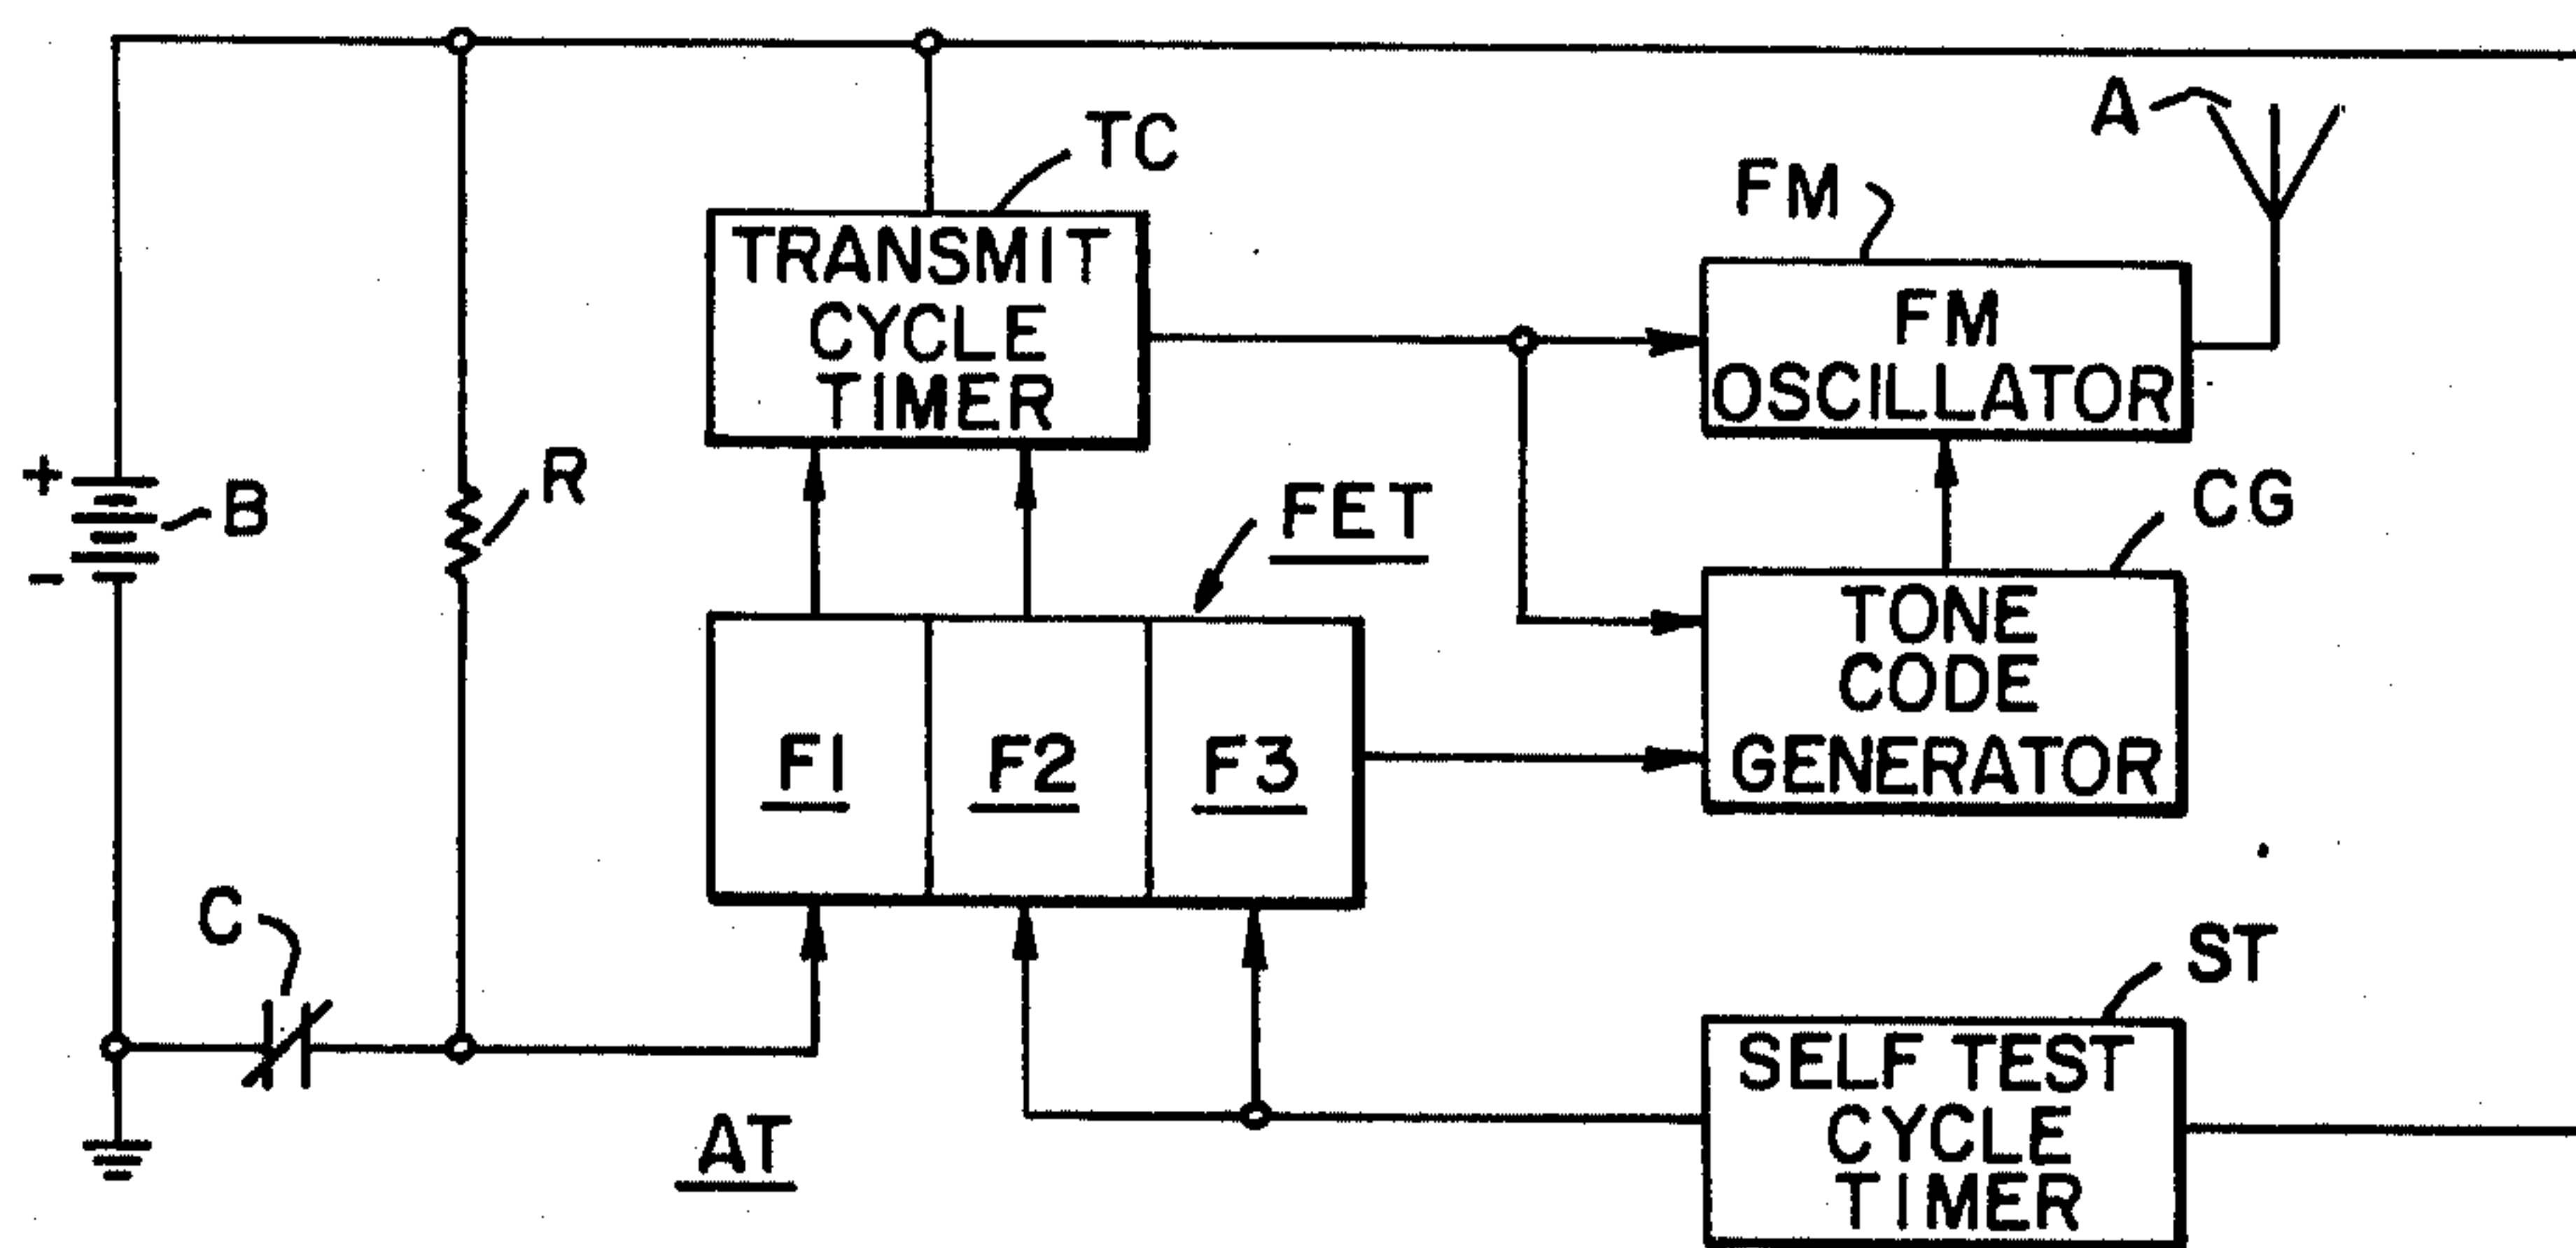 A
TC
FM
TRANSMIT
CYCLE
TIMER
FM
OSCILLATOR
+
B
-
R
FET
CG
TONE
CODE
GENERATOR
F1
F2
F3
C
ST
SELF TEST
CYCLE
TIMER
AT